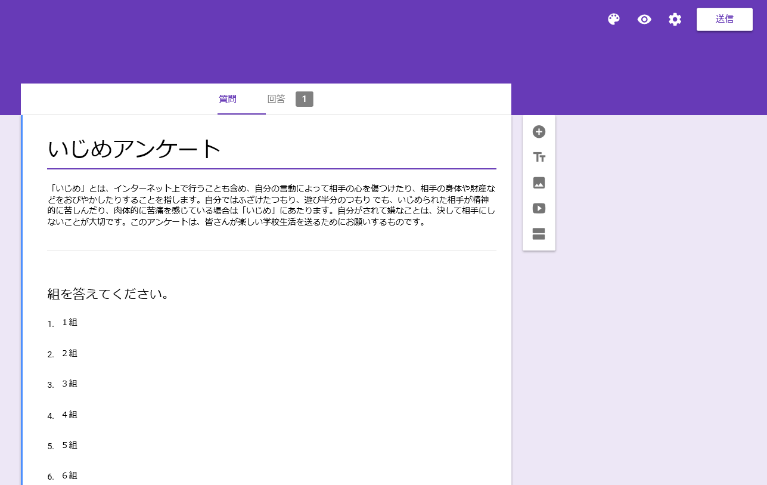 送信
質問 回答 1
いじめアンケート
「いじめ」とは、インターネット上で行うことも含め、自分の言動によって相手の心を傷つけたり、相手の身体や財産な
どをおびやかしたりすることを指します。自分ではふざけたつもり、遊び半分のつもり でも、いじめられた相手が精神
的に苦しんだり、肉体的に苦痛を感じている場合は「いじめ」にあたります。自分がされて嫌なことは、決して相手にし
ないことが大切です。このアンケートは、皆さんが楽しい学校生活を送るためにお願いするものです。
組を答えてください。
1. 1組
2. 2組
3. 3組
4. 4組
5. 5組
6. 6組